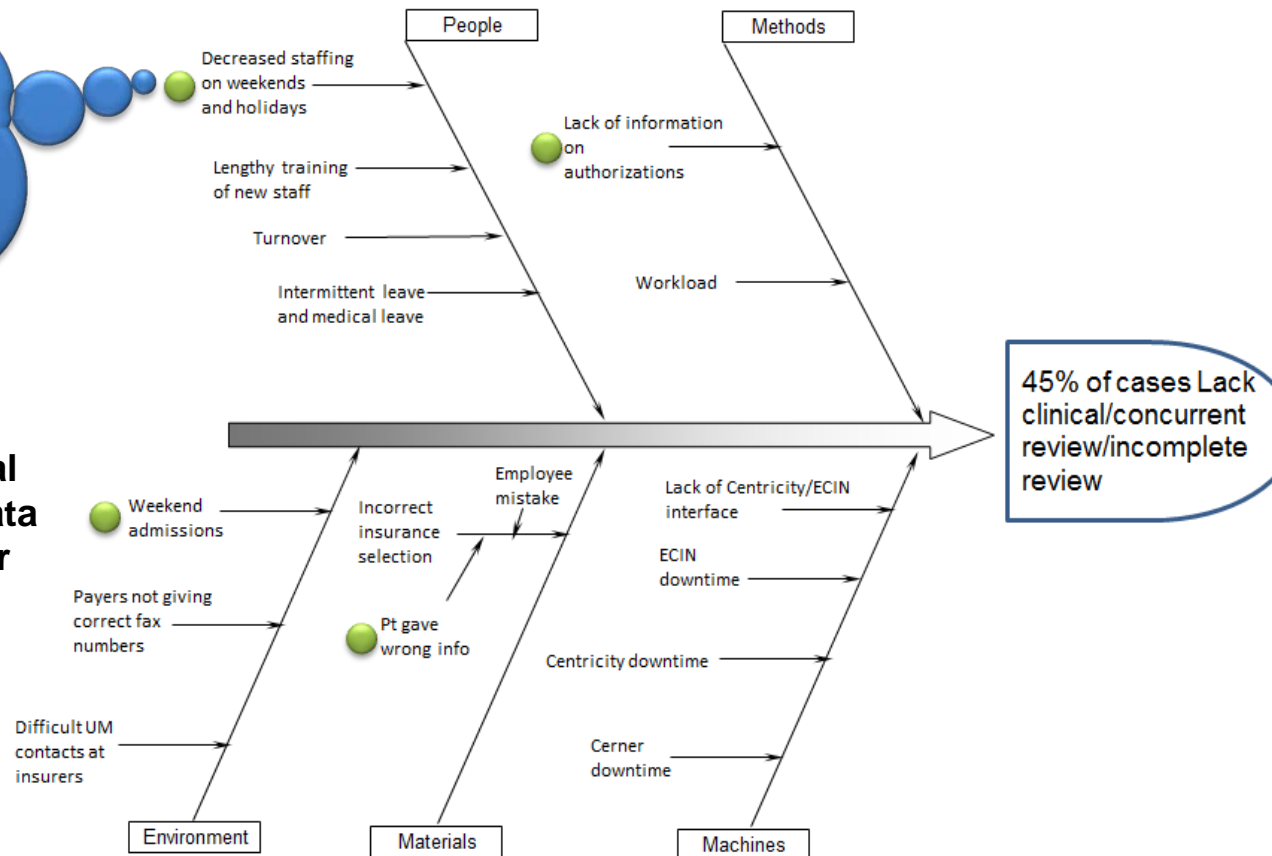 People
Methods
Decreased staffing
on weekends
and holidays
Lack of information
on
authorizations
Lengthy training
of new staff
Turnover
Workload
Intermittent leave
and medical leave
45% of cases Lack
clinical/concurrent
review/incomplete
review
al
ata
r
Weekend
admissions
Incorrect
insurance
selection
Employee
mistake
Lack of Centricity/ECIN
interface
ECIN
downtime
Payers not giving
correct fax
numbers
Pt gave
wrong info
Centricity downtime
Difficult UM
contacts at
insurers
Cerner
downtime
Environment
Materials
Machines